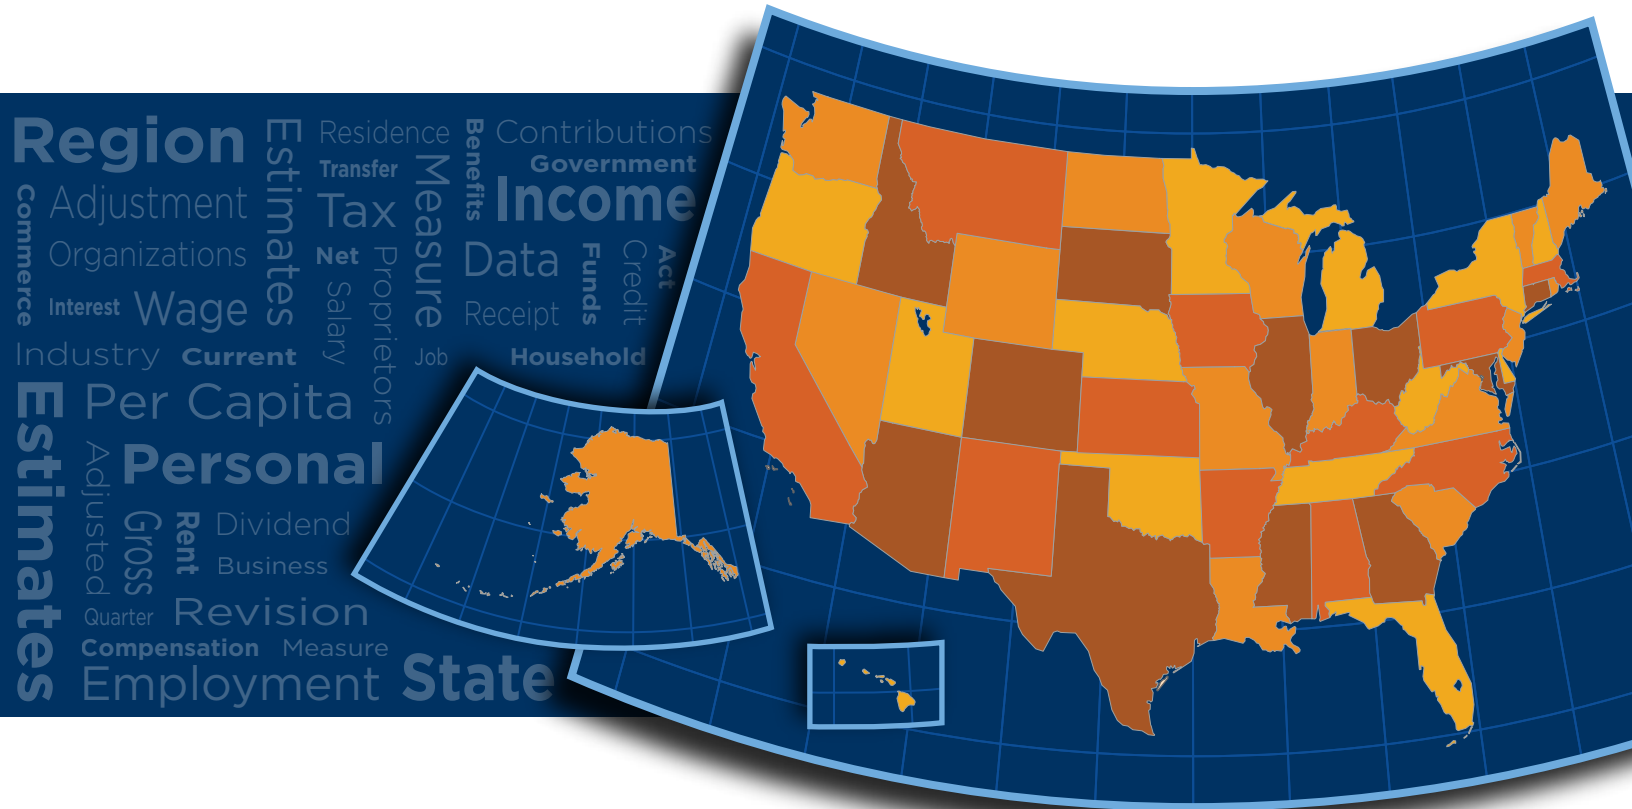 Region
Estimates
Residence
Benefits
Contributions
Transfer
Measure
Government
Commerce
Adjustment
Tax
Income
Organizations
Net
Proprietors
Data
Funds
Credit
Act
Interest
Wage
Salary
Receipt
Industry
Current
Job
Household
Estimates
Per Capita
Adjusted
Personal
Gross
Rent
Dividend
Business
Quarter
Revision
Compensation
Measure
Employment
State